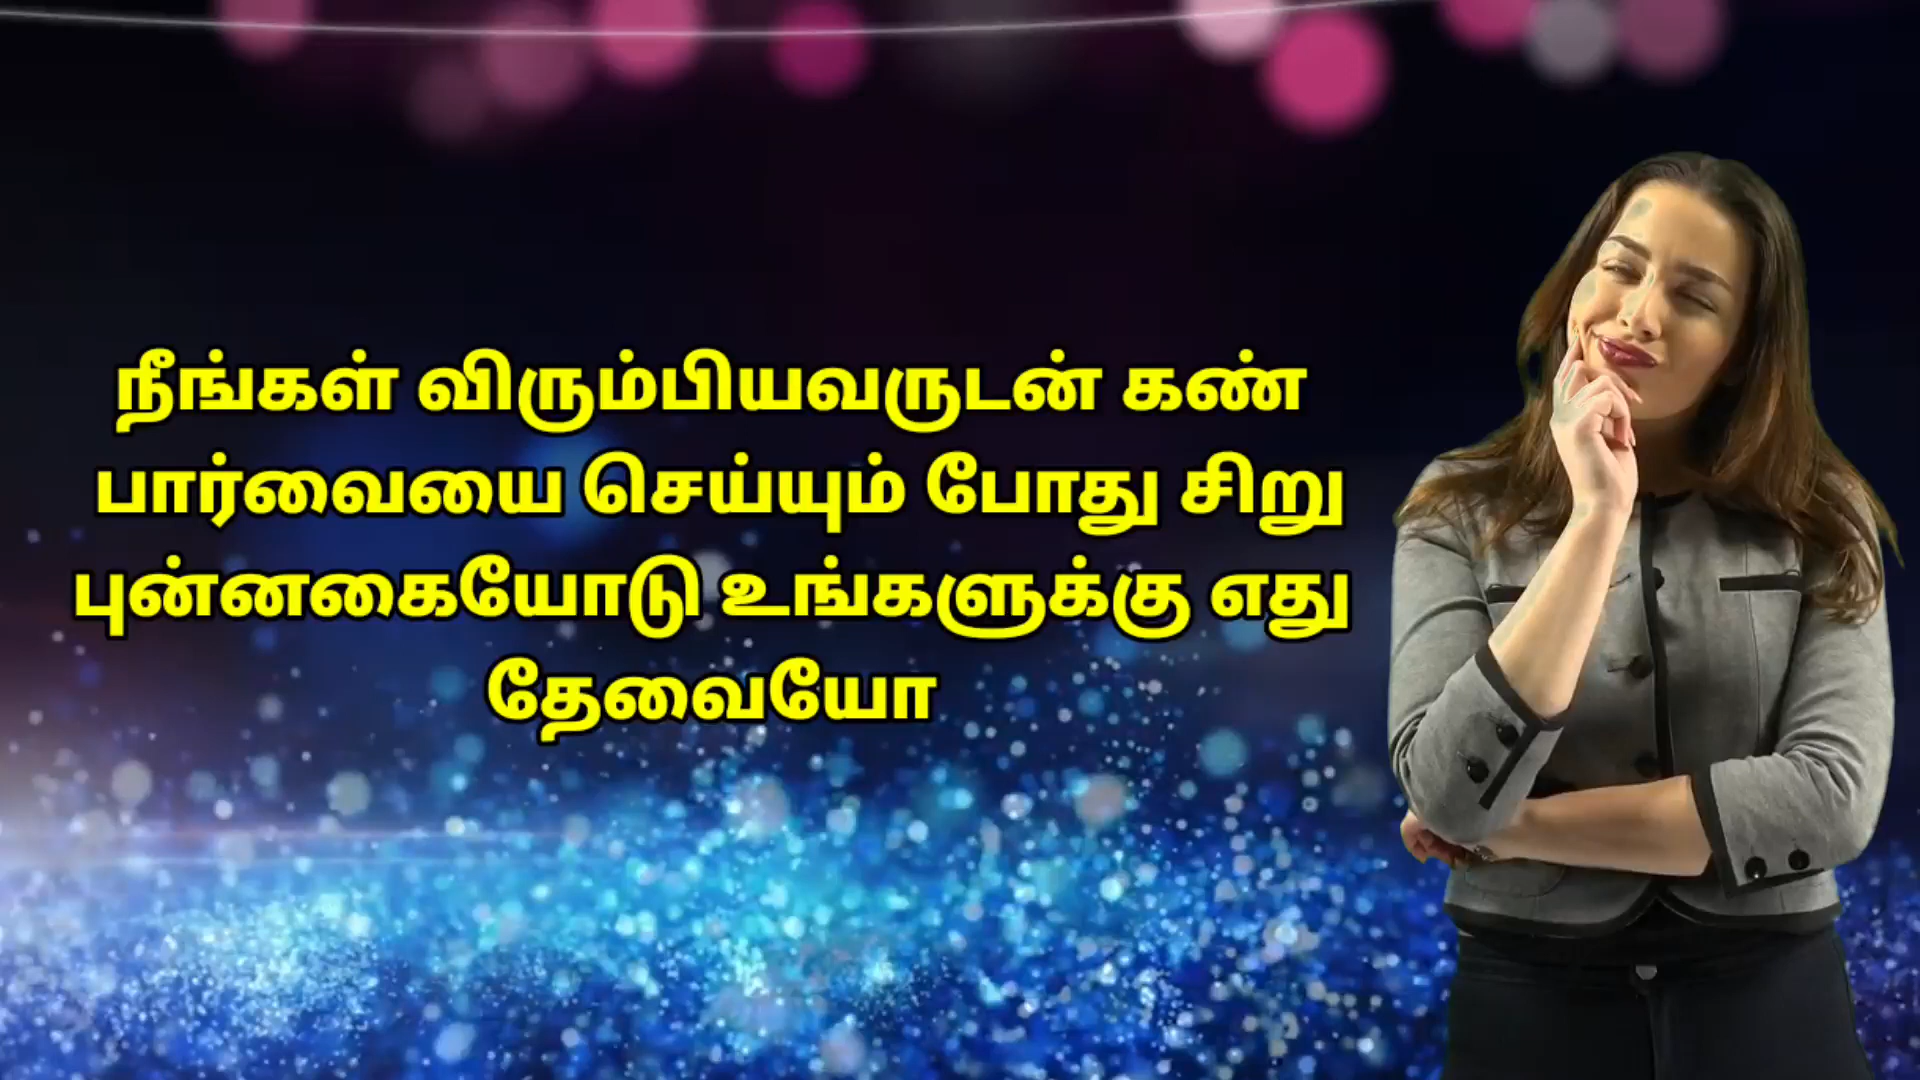 நீங்கள் விரும்பியவருடன் கண்
பார்வையை செய்யும் போது சிறு
புன்னகையோடு உங்களுக்கு எது
தேவையோ